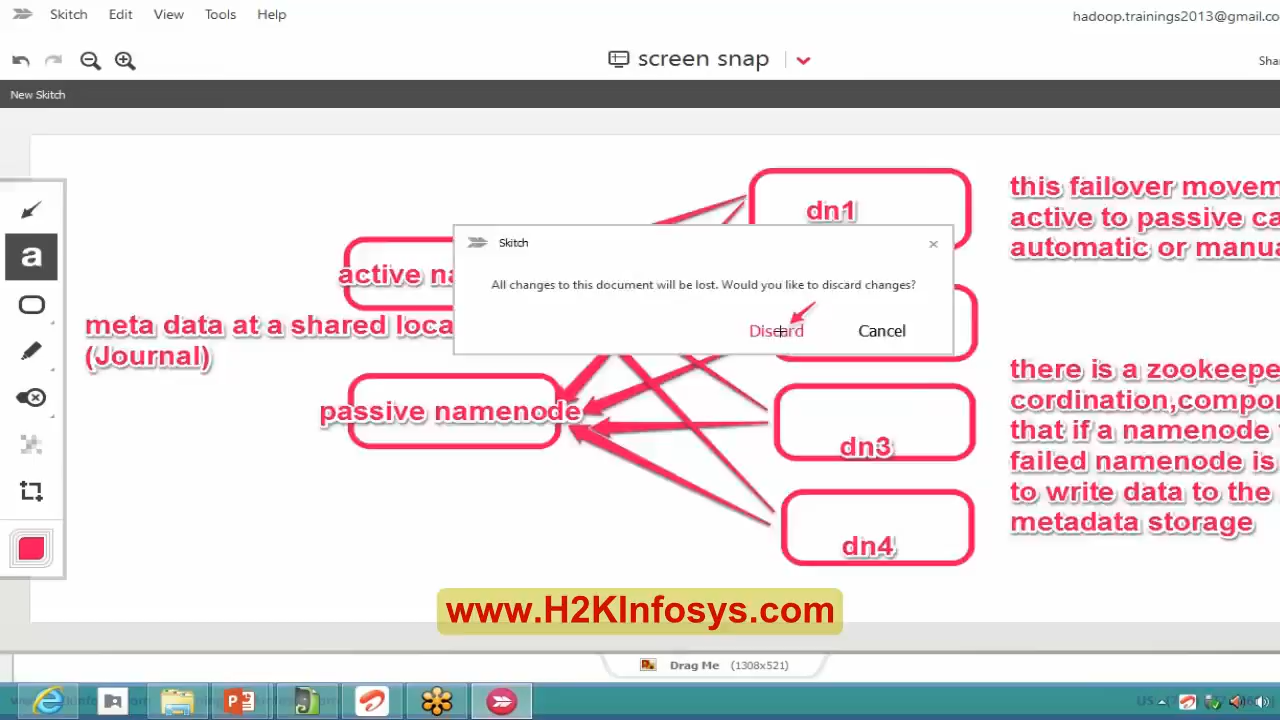 Skitch Edit View Tools Help
hadoop.trainings2013@gmail.co
screen snap
Sha
New Skitch
dn1
this failover movem
active to passive ca
automatic or manua
Skitch
active na
All changes to this document will be lost. Would you like to discard changes?
Discard Cancel
meta data at a shared loca
(Journal)
a
passive namenode
dn3
dn4
there is a zookeepe
cordination,compor
that if a namenode
failed namenode is
to write data to the
metadata storage
www.H2KInfosys.com
Drag Me (1308x521)
US